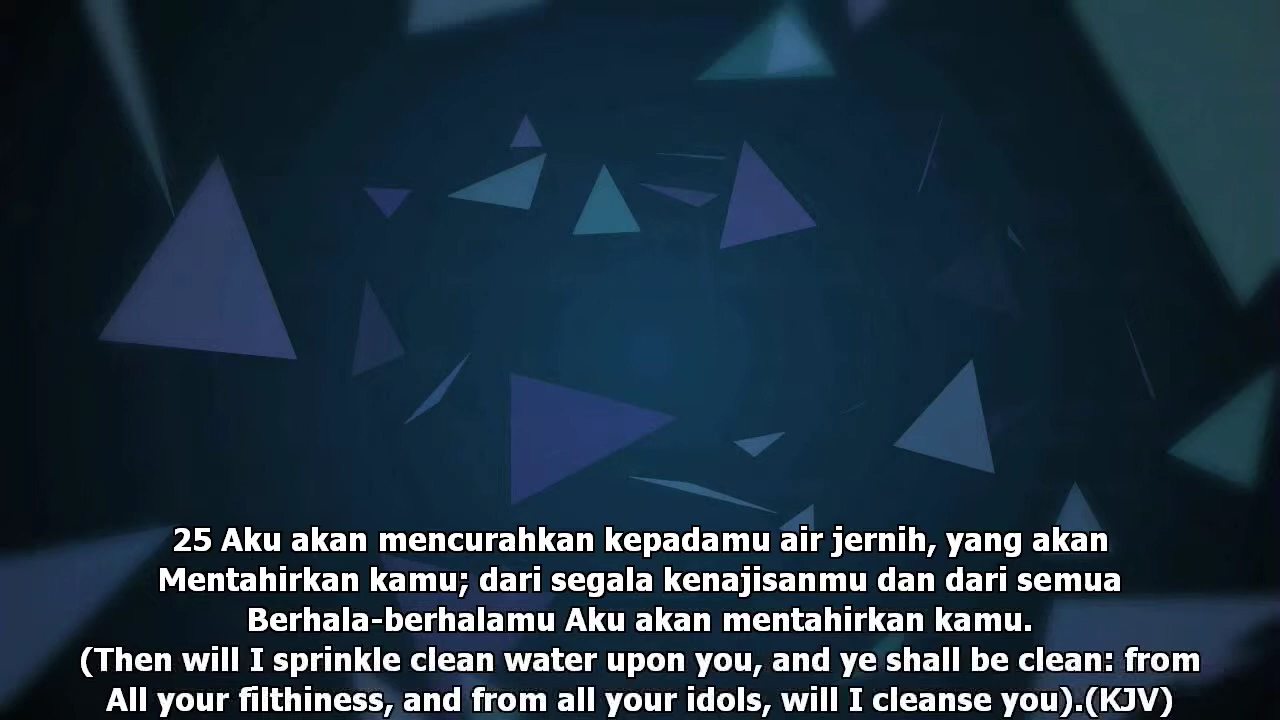 25 Aku akan mencurahkan kepadamu air jernih, yang akan
Mentahirkan kamu; dari segala kenajisanmu dan dari semua
Berhala-berhalamu Aku akan mentahirkan kamu.
(Then will I sprinkle clean water upon you, and ye shall be clean: from
All your filthiness, and from all your idols, will I cleanse you).(KJV)